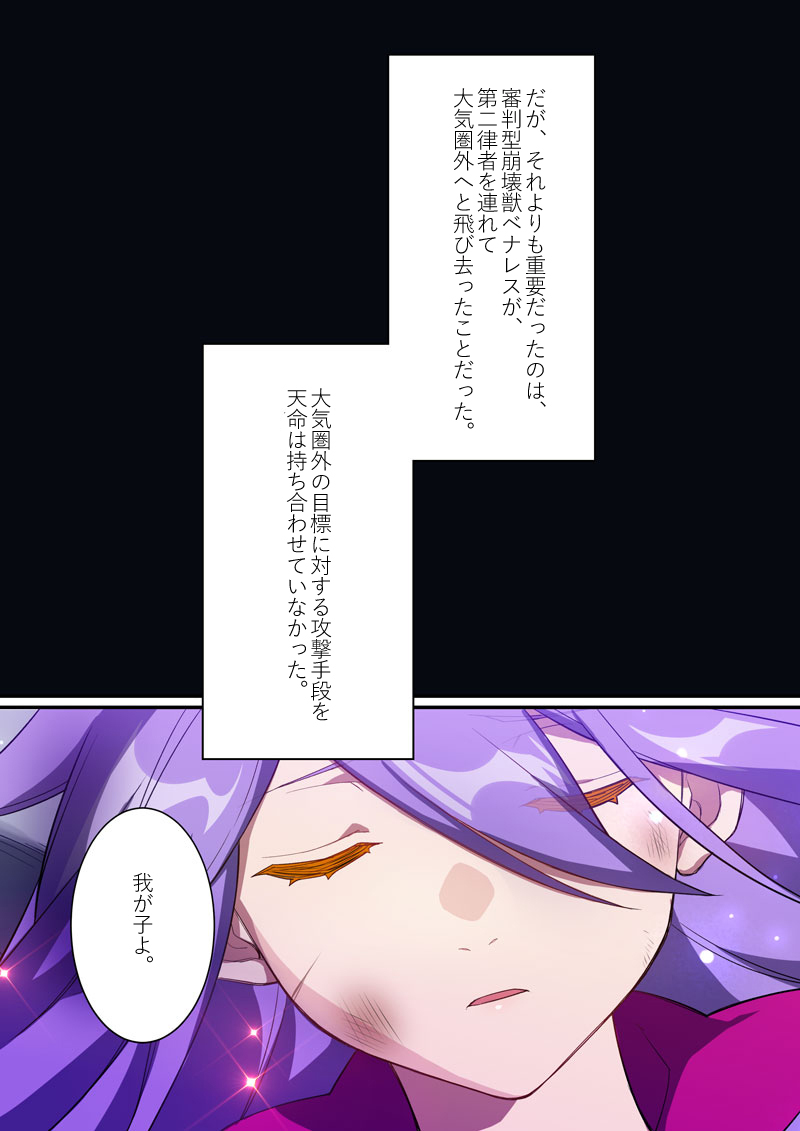 だが、それよりも重要だったのは、
審判型崩壊獣ベナレスが、
第二律者を連れて
大気圏外へと飛び去ったことだった。
大気圏外の目標に対する攻撃手段を
天命は持ち合わせていなかった。
我が子よ。